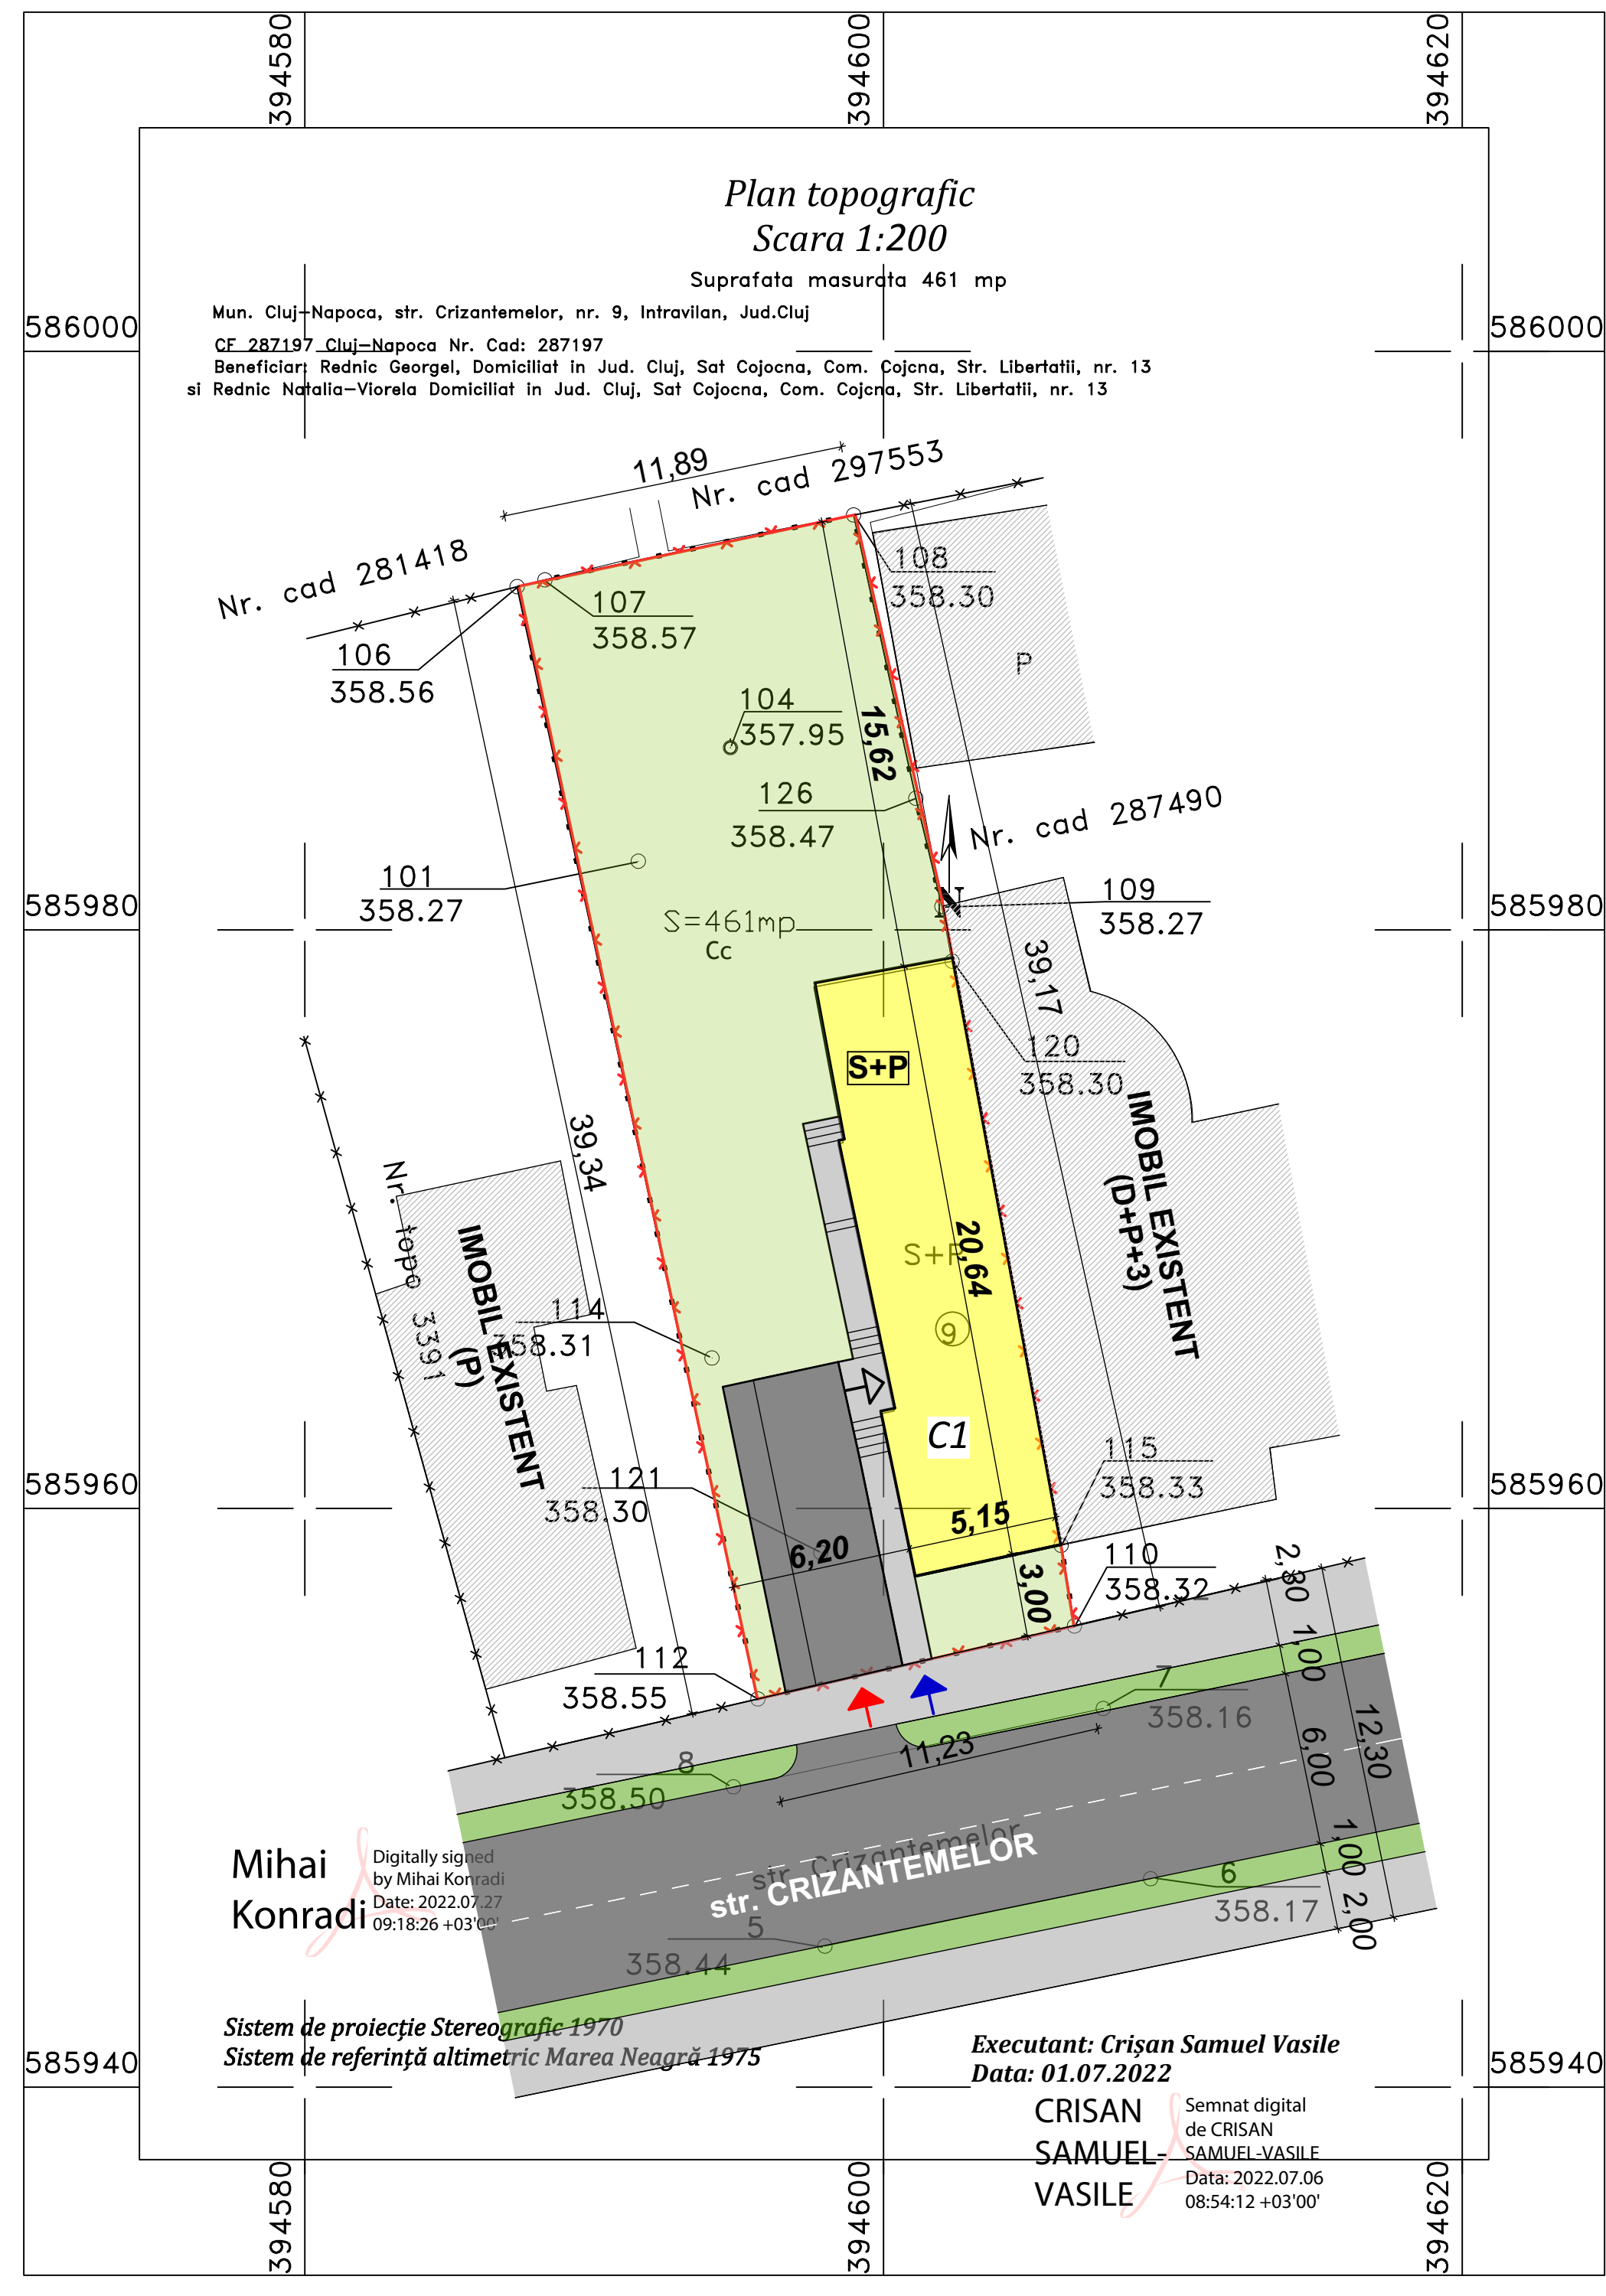 394580
394600
394620
Plan topografic
Scara 1:200
Suprafata masurata 461 mp
Mun. Cluj-Napoca, str. Crizantemelor, nr. 9, Intravilan, Jud.Cluj
586000
586000
CF 287197 Cluj-Napoca Nr. Cad: 287197
Beneficiar: Rednic Georgel, Domiciliat in Jud. Cluj, Sat Cojocna, Com. Cojcna, Str. Libertatii, nr. 13
si Rednic Natalia-Viorela Domiciliat in Jud. Cluj, Sat Cojocna, Com. Cojcna, Str. Libertatii, nr. 13
11,89
Nr. cad 297553
Nr. cad 281418
108
358.30
107
358.57
106
358.56
P
104
357.95
15,62
126
358.47
Nr. cad 287490
101
358.27
N
109
358.27
585980
585980
S=461mp
Cc
39,17
S+P
120
358.30
39,34
IMOBIL EXISTENT
(D+P+3)
Nr. topo 3391
IMOBIL EXISTENT
(P)
S+P
20,64
9
114
358.31
C1
115
358.33
121
358.30
585960
585960
5,15
6,20
3,00
110
358.32
2,30
112
358.55
1,00
7
358.16
11,23
6,00
12,30
8
358.50
str. Crizantemelor
str. CRIZANTEMELOR
1,00
6
358.17
2,00
5
358.44
Mihai
Konradi
Digitally signed
by Mihai Konradi
Date: 2022.07.27
09:18:26 +03'00'
Sistem de proiecție Stereografic 1970
Sistem de referință altimetric Marea Neagră 1975
Executant: Crișan Samuel Vasile
Data: 01.07.2022
585940
585940
CRISAN
SAMUEL-
VASILE
Semnat digital
de CRISAN
SAMUEL-VASILE
Data: 2022.07.06
08:54:12 +03'00'
394580
394600
394620